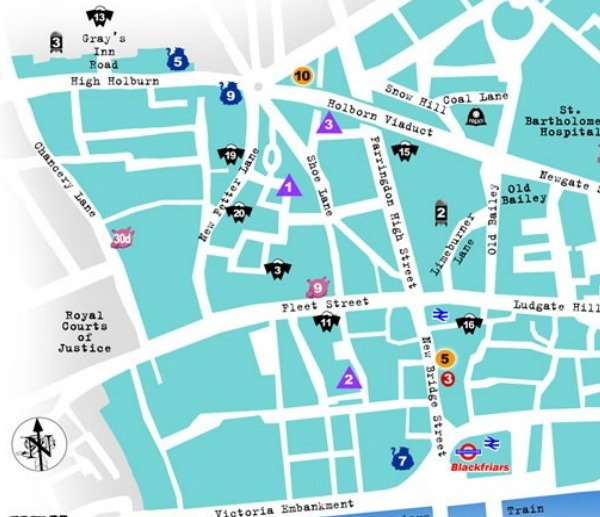 13
3
Gray's
Inn
Road
5
High Holburn
10
9
Snow Hill
Coal Lane
Holborn Viaduct
3
St.
Bartholome
Hospital
15
19
Chancery Lane
New Fetter Lane
Shoe Lane
Farringdon High Street
Newgate S
1
Old
Bailey
20
2
Limeburner
Lane
Old Bailey
30d
3
9
Fleet Street
Ludgate Hill
Royal
Courts
of
Justice
11
16
New Bridge Street
5
3
2
N
7
Blackfriars
Victoria Embankment
Train